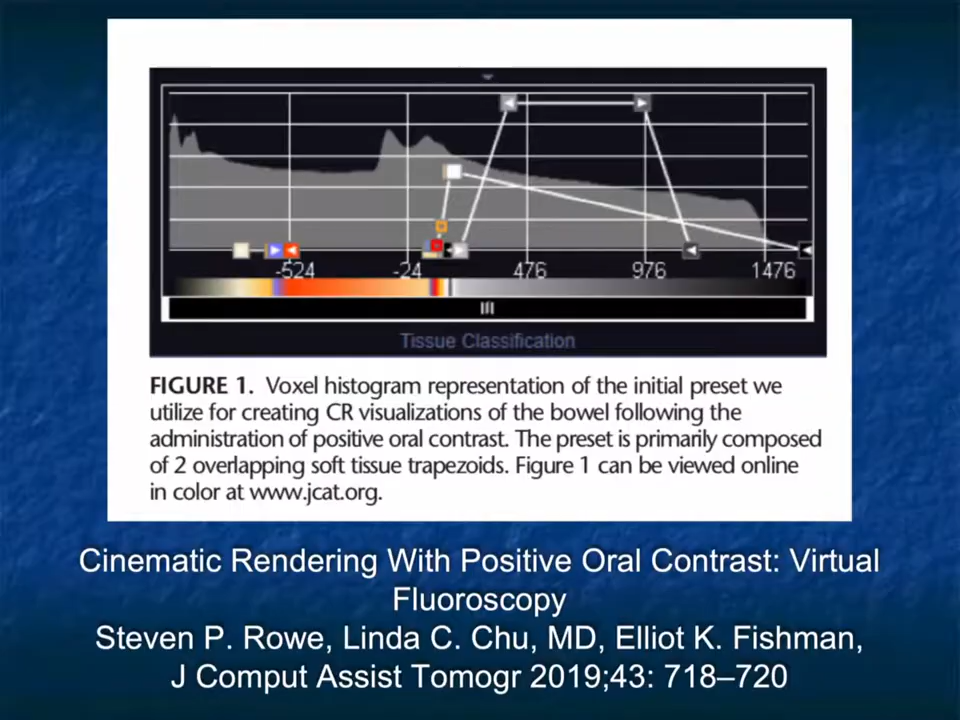 -524 -24 476 976 1476
Tissue Classification
FIGURE 1. Voxel histogram representation of the initial preset we
utilize for creating CR visualizations of the bowel following the
administration of positive oral contrast. The preset is primarily composed
of 2 overlapping soft tissue trapezoids. Figure 1 can be viewed online
in color at www.jcat.org.
Cinematic Rendering With Positive Oral Contrast: Virtual
Fluoroscopy
Steven P. Rowe, Linda C. Chu, MD, Elliot K. Fishman,
J Comput Assist Tomogr 2019;43: 718–720